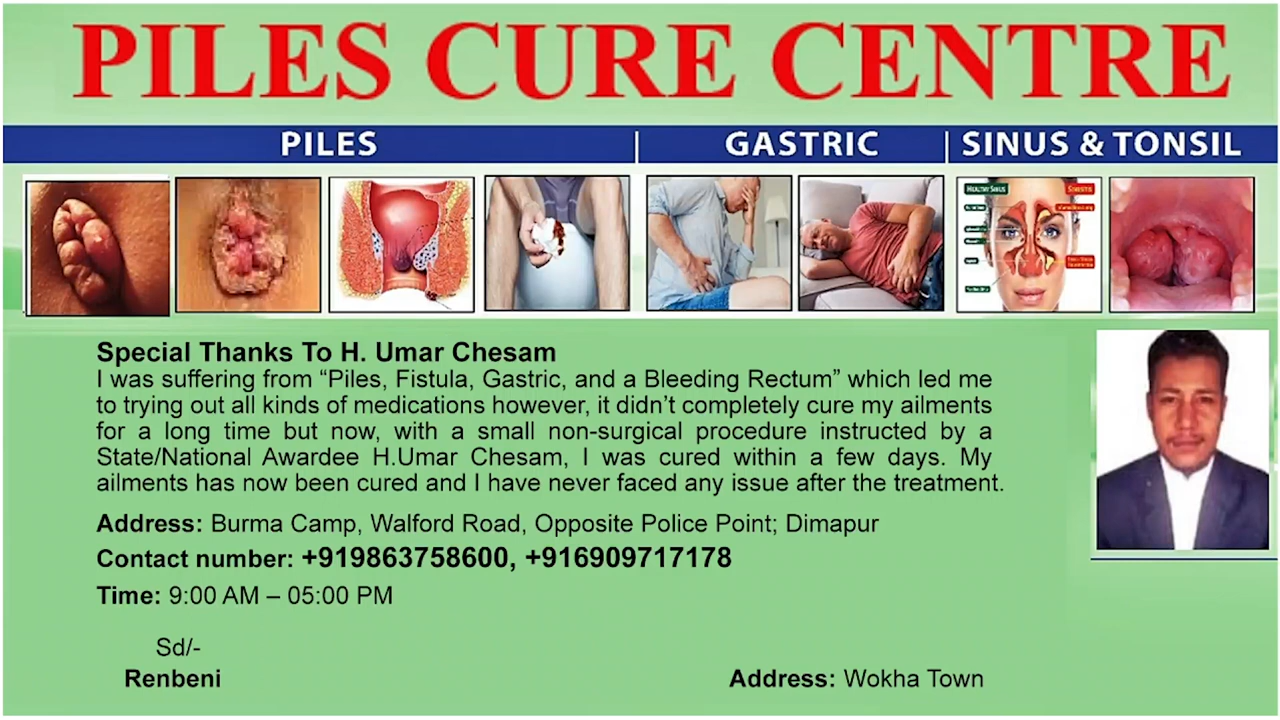 PILES CURE CENTRE
PILES | GASTRIC | SINUS & TONSIL
HEALTHY SINUS SINUSITIS
Special Thanks To H. Umar Chesam
I was suffering from “Piles, Fistula, Gastric, and a Bleeding Rectum” which led me
to trying out all kinds of medications however, it didn’t completely cure my ailments
for a long time but now, with a small non-surgical procedure instructed by a
State/National Awardee H.Umar Chesam, I was cured within a few days. My
ailments has now been cured and I have never faced any issue after the treatment.
Address: Burma Camp, Walford Road, Opposite Police Point; Dimapur
Contact number: +919863758600, +916909717178
Time: 9:00 AM – 05:00 PM
Sd/-
Renbeni
Address: Wokha Town